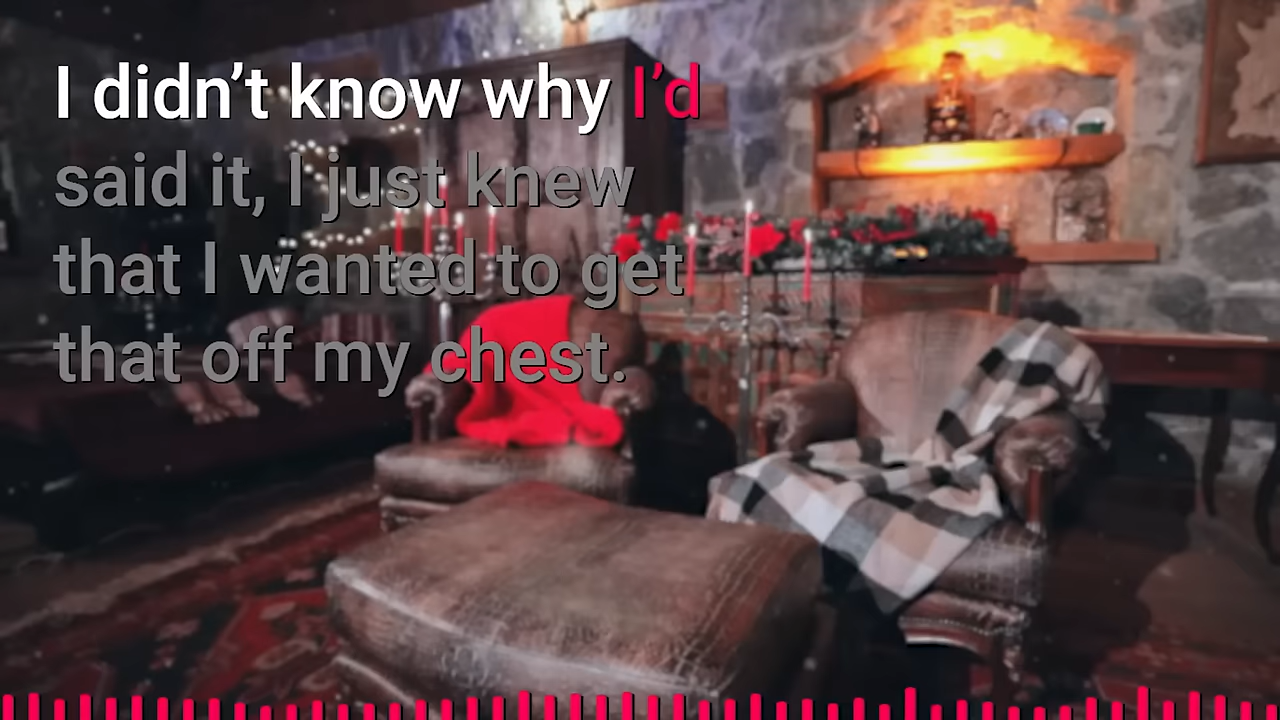 I didn’t know why I’d
said it, I just knew
that I wanted to get
that off my chest.